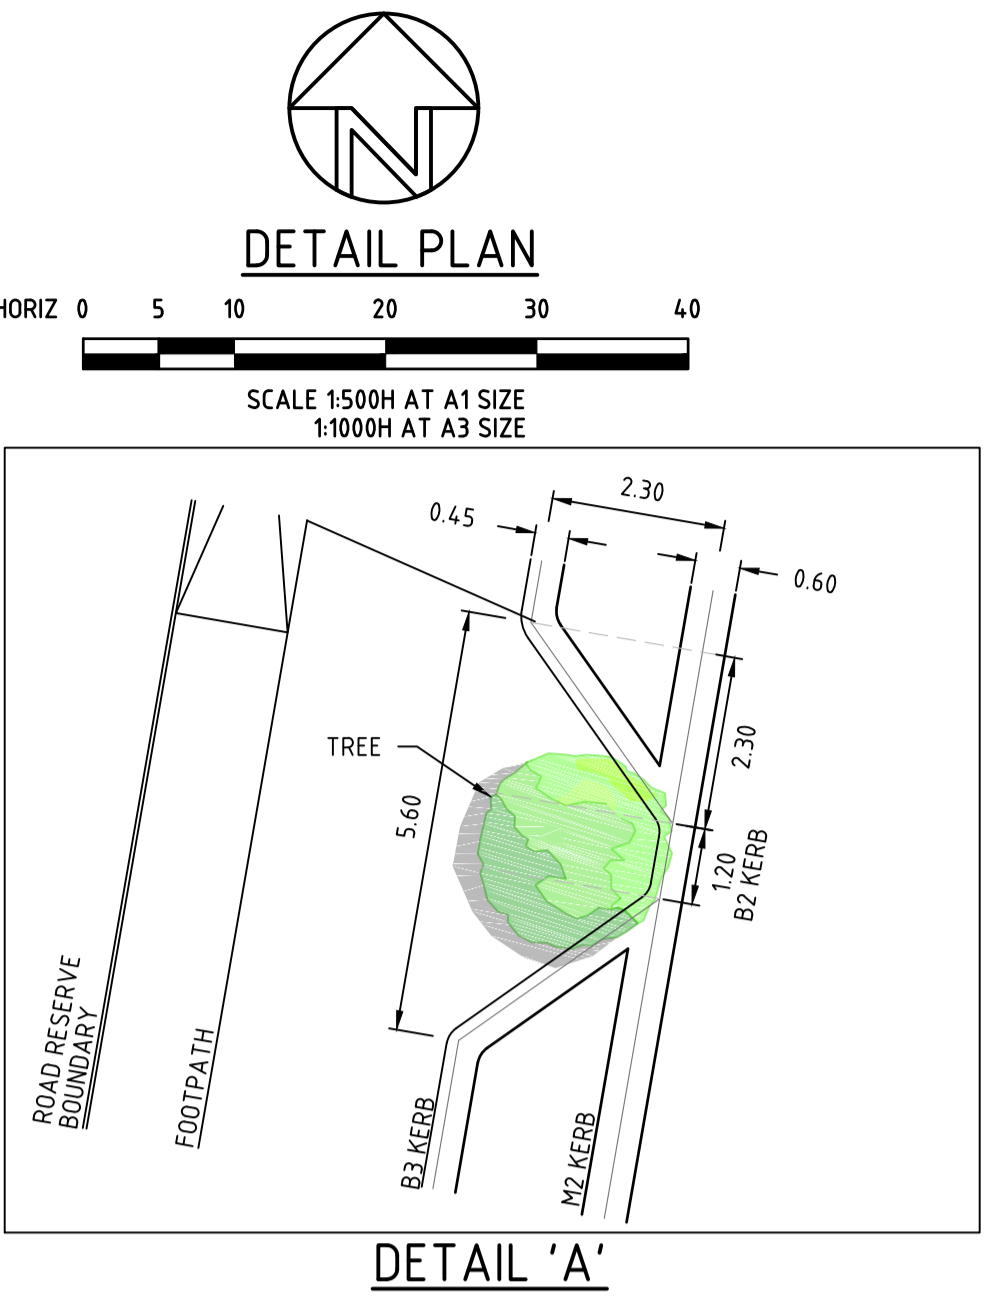 N
DETAIL PLAN
HORIZ 0 5 10 20 30 40
SCALE 1:500H AT A1 SIZE
1:1000H AT A3 SIZE
2.30
0.45
0.60
TREE
5.60
2.30
1.20
B2 KERB
ROAD RESERVE
BOUNDARY
FOOTPATH
B3 KERB
M2 KERB
DETAIL 'A'